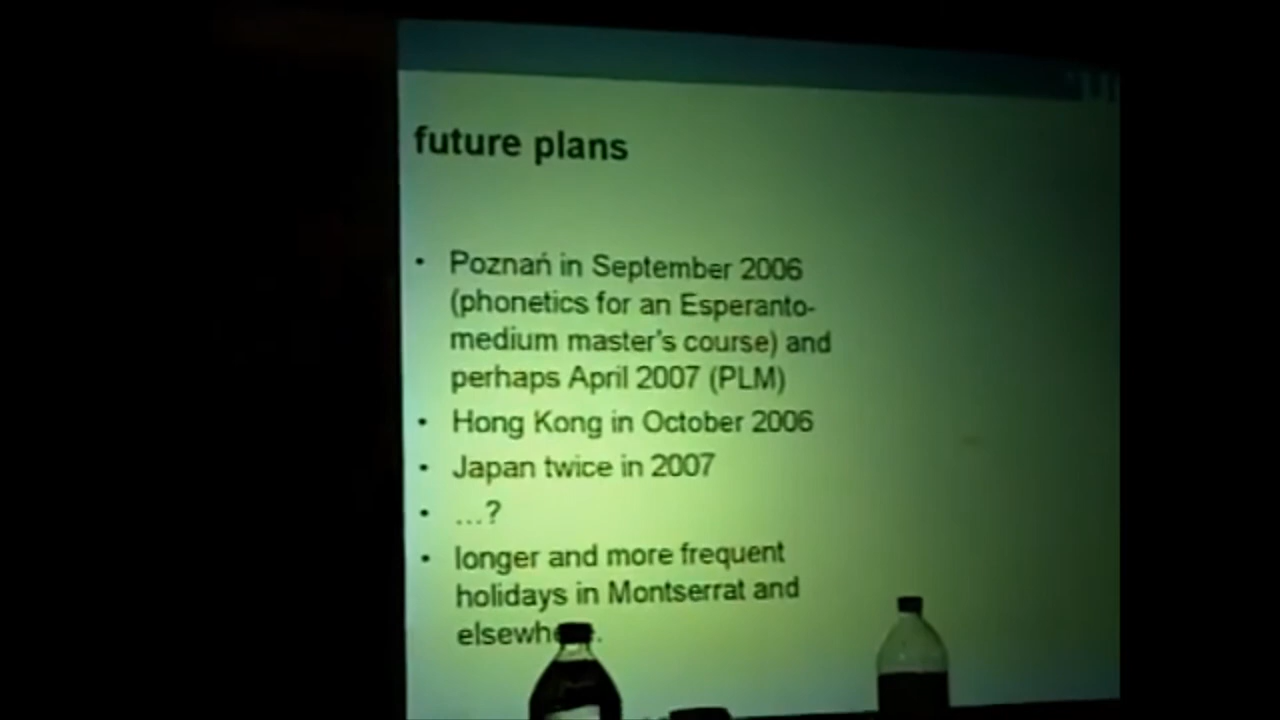 future plans
• Poznań in September 2006
(phonetics for an Esperanto-
medium master's course) and
perhaps April 2007 (PLM)
• Hong Kong in October 2006
• Japan twice in 2007
• ...?
• longer and more frequent
holidays in Montserrat and